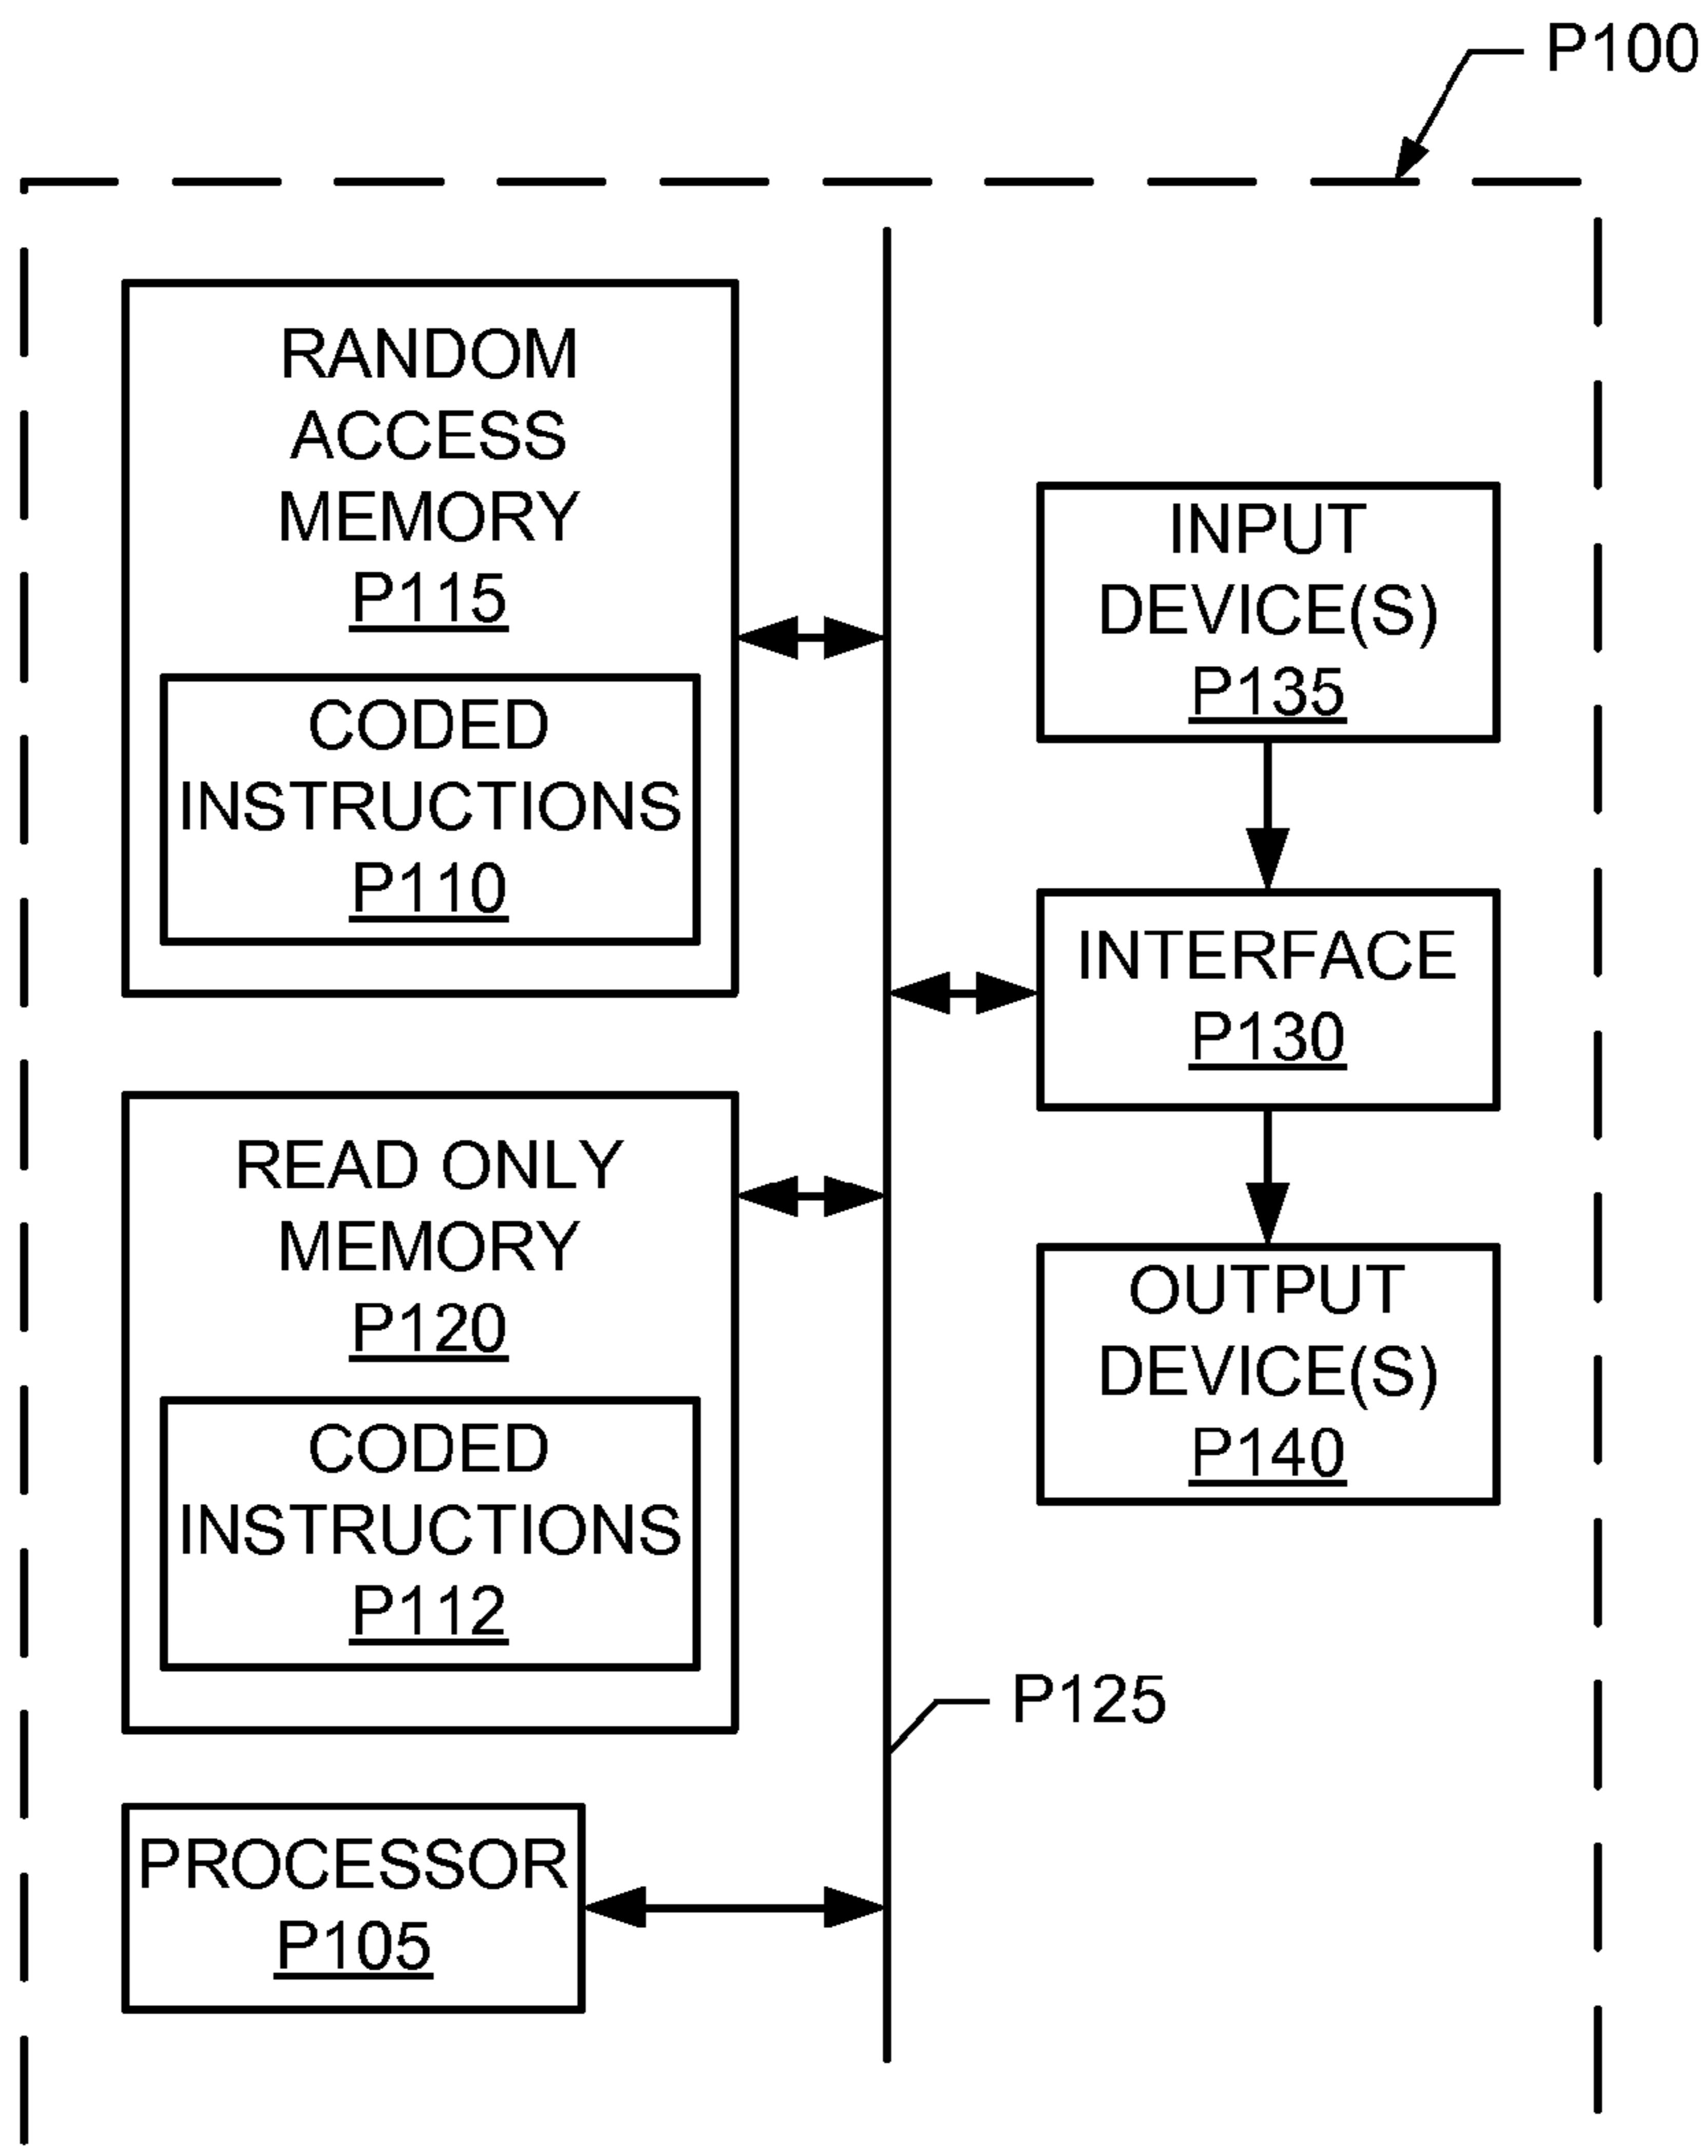 P100
RANDOM
ACCESS
MEMORY
P115
CODED
INSTRUCTIONS
P110
READ ONLY
MEMORY
P120
CODED
INSTRUCTIONS
P112
PROCESSOR
P105
INPUT
DEVICE(S)
P135
INTERFACE
P130
OUTPUT
DEVICE(S)
P140
P125